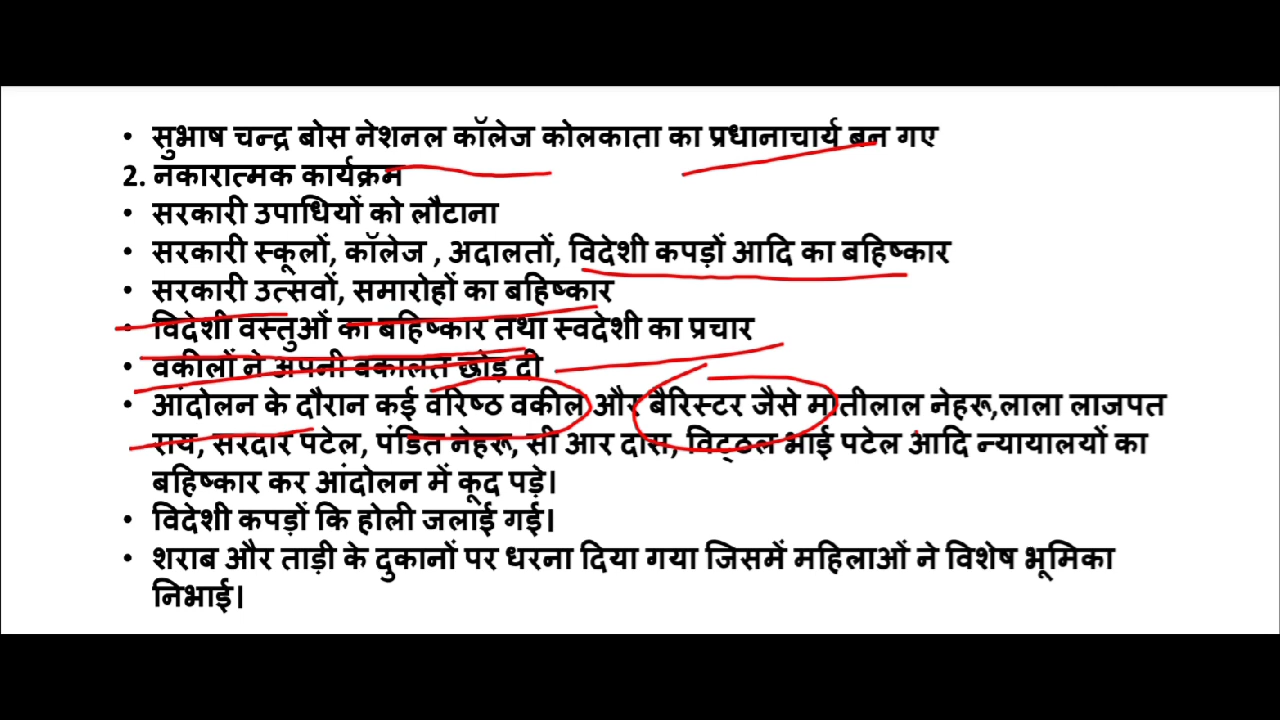 • सुभाष चन्द्र बोस नेशनल कॉलेज कोलकाता का प्रधानाचार्य बन गए
2. नकारात्मक कार्यक्रम
• सरकारी उपाधियों को लौटाना
• सरकारी स्कूलों, कॉलेज , अदालतों, विदेशी कपड़ों आदि का बहिष्कार
• सरकारी उत्सवों, समारोहों का बहिष्कार
• विदेशी वस्तुओं का बहिष्कार तथा स्वदेशी का प्रचार
• वकीलों ने अपनी वकालत छोड़ दी
• आंदोलन के दौरान कई वरिष्ठ वकील और बैरिस्टर जैसे मोतीलाल नेहरू,लाला लाजपत
राय, सरदार पटेल, पंडित नेहरू, सी आर दास, विट्ठल भाई पटेल आदि न्यायालयों का
बहिष्कार कर आंदोलन में कूद पड़े।
• विदेशी कपड़ों कि होली जलाई गई।
• शराब और ताड़ी के दुकानों पर धरना दिया गया जिसमें महिलाओं ने विशेष भूमिका
निभाई।